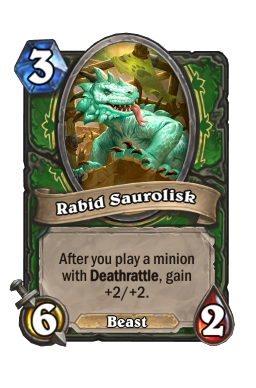 3
Rabid Saurolisk
After you play a minion
with Deathrattle, gain
+2/+2.
6
Beast
2